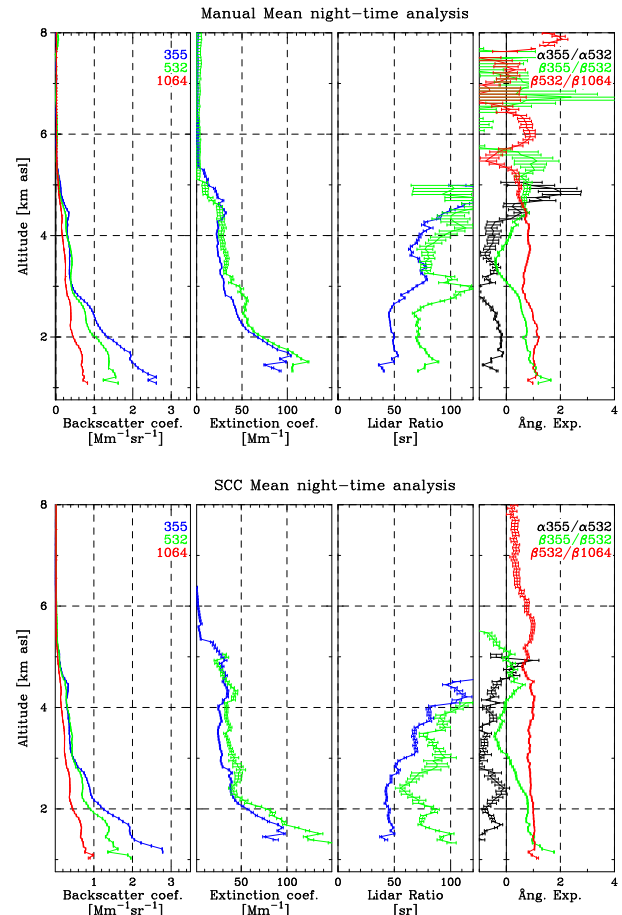 Manual Mean night-time analysis
8
6
4
2
Altitude [km asl]
355
532
1064
α355/α532
β355/β532
β532/β1064
0 1 2 3
0 50 100
0 50 100
0 2 4
Backscatter coef. Extinction coef. Lidar Ratio Ång. Exp.
[Mm⁻¹sr⁻¹] [Mm⁻¹] [sr]
SCC Mean night-time analysis
8
6
4
2
Altitude [km asl]
355
532
1064
α355/α532
β355/β532
β532/β1064
0 1 2 3
0 50 100
0 50 100
0 2 4
Backscatter coef. Extinction coef. Lidar Ratio Ång. Exp.
[Mm⁻¹sr⁻¹] [Mm⁻¹] [sr]